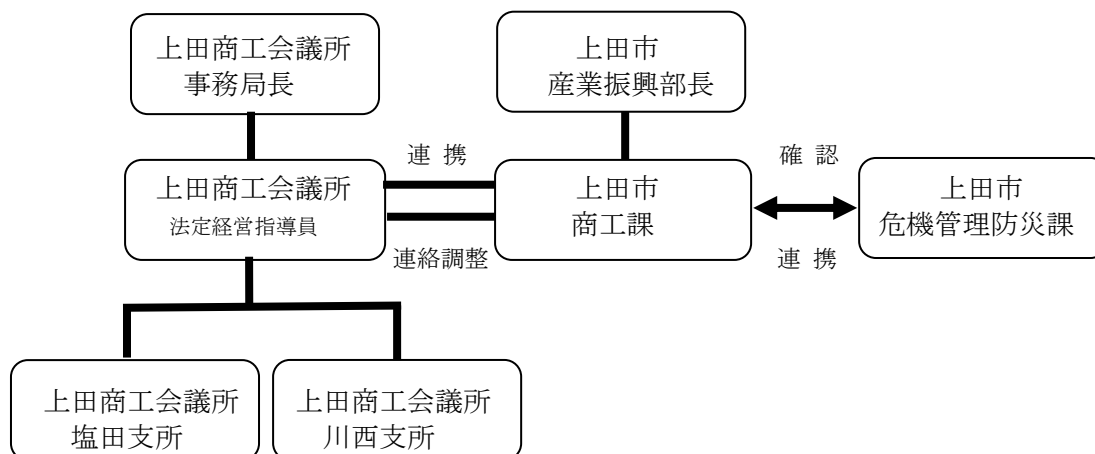 上田商工会議所
事務局長
上田市
産業振興部長
上田商工会議所
法定経営指導員
連 携
連絡調整
上田市
商工課
確 認
連 携
上田市
危機管理防災課
上田商工会議所
塩田支所
上田商工会議所
川西支所